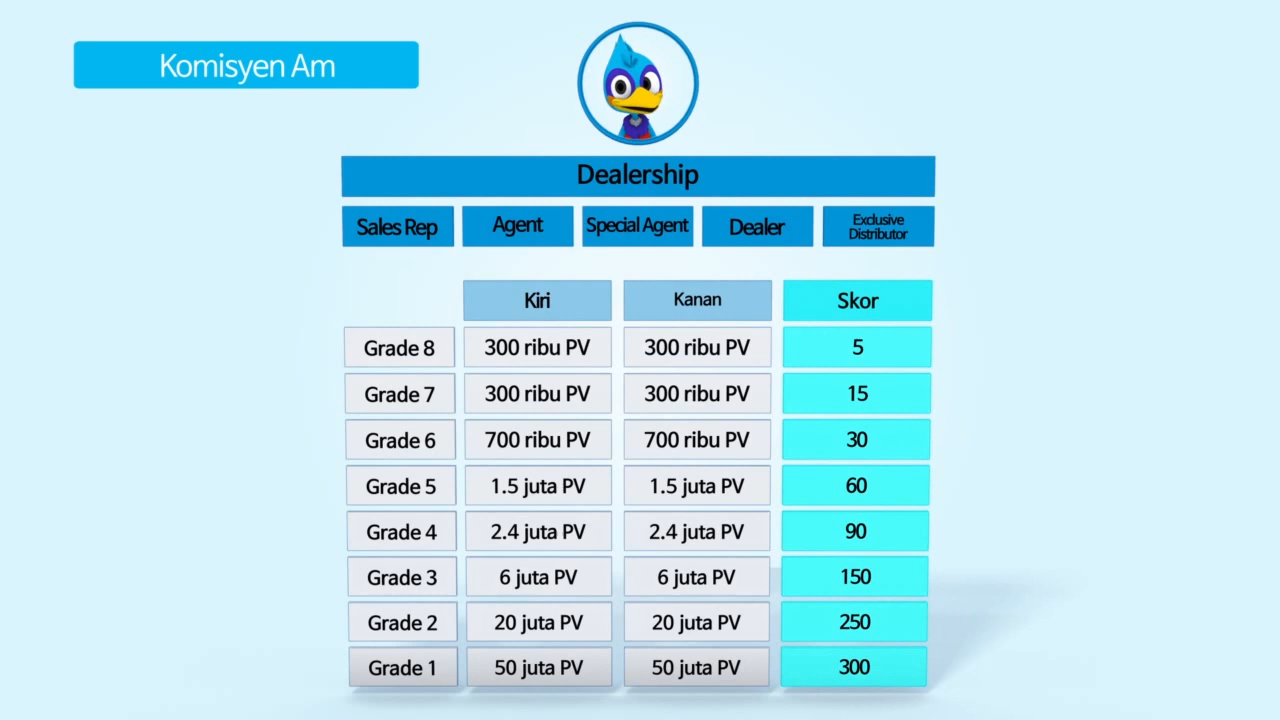 Komisyen Am
Dealership
Sales Rep Agent Special Agent Dealer Exclusive
Distributor
Kiri Kanan Skor
Grade 8 300 ribu PV 300 ribu PV 5
Grade 7 300 ribu PV 300 ribu PV 15
Grade 6 700 ribu PV 700 ribu PV 30
Grade 5 1.5 juta PV 1.5 juta PV 60
Grade 4 2.4 juta PV 2.4 juta PV 90
Grade 3 6 juta PV 6 juta PV 150
Grade 2 20 juta PV 20 juta PV 250
Grade 1 50 juta PV 50 juta PV 300